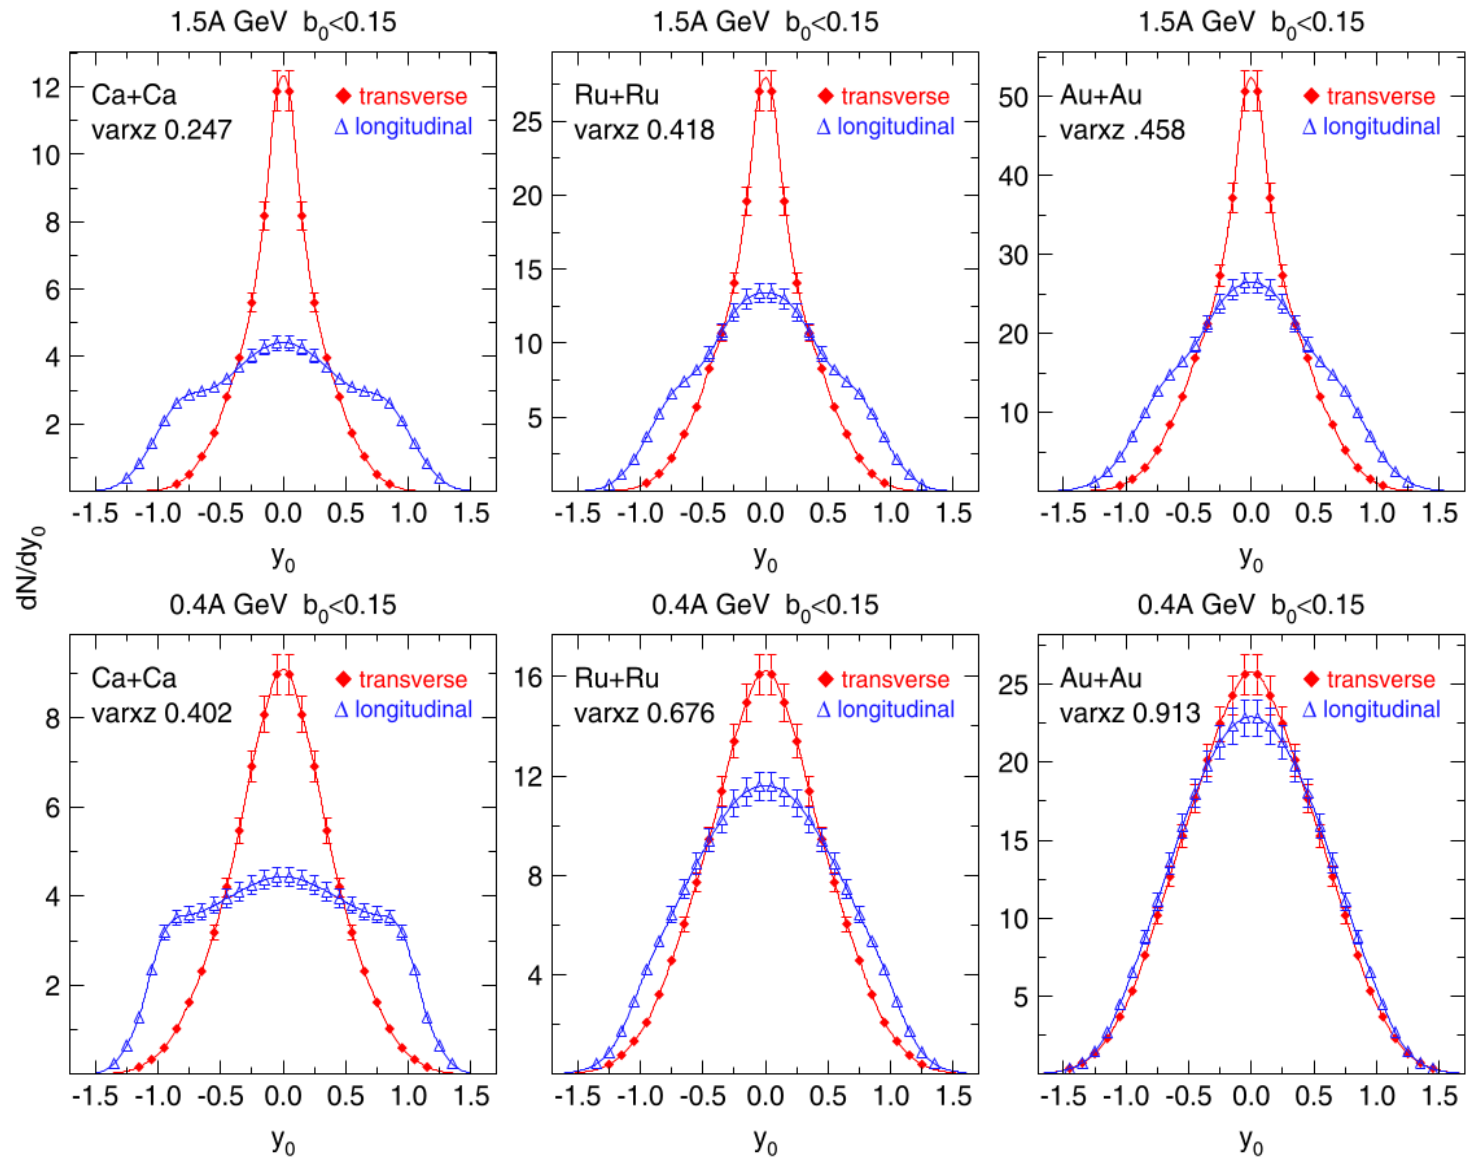 1.5A GeV b0<0.15
1.5A GeV b0<0.15
1.5A GeV b0<0.15
Ca+Ca
varxz 0.247
transverse
longitudinal
12
10
8
6
4
2
-1.5 -1.0 -0.5 0.0 0.5 1.0 1.5
y0
Ru+Ru
varxz 0.418
transverse
longitudinal
25
20
15
10
5
-1.5 -1.0 -0.5 0.0 0.5 1.0 1.5
y0
Au+Au
varxz .458
transverse
longitudinal
50
40
30
20
10
-1.5 -1.0 -0.5 0.0 0.5 1.0 1.5
y0
dN/dy0
0.4A GeV b0<0.15
0.4A GeV b0<0.15
0.4A GeV b0<0.15
Ca+Ca
varxz 0.402
transverse
longitudinal
8
6
4
2
-1.5 -1.0 -0.5 0.0 0.5 1.0 1.5
y0
Ru+Ru
varxz 0.676
transverse
longitudinal
16
12
8
4
-1.5 -1.0 -0.5 0.0 0.5 1.0 1.5
y0
Au+Au
varxz 0.913
transverse
longitudinal
25
20
15
10
5
-1.5 -1.0 -0.5 0.0 0.5 1.0 1.5
y0